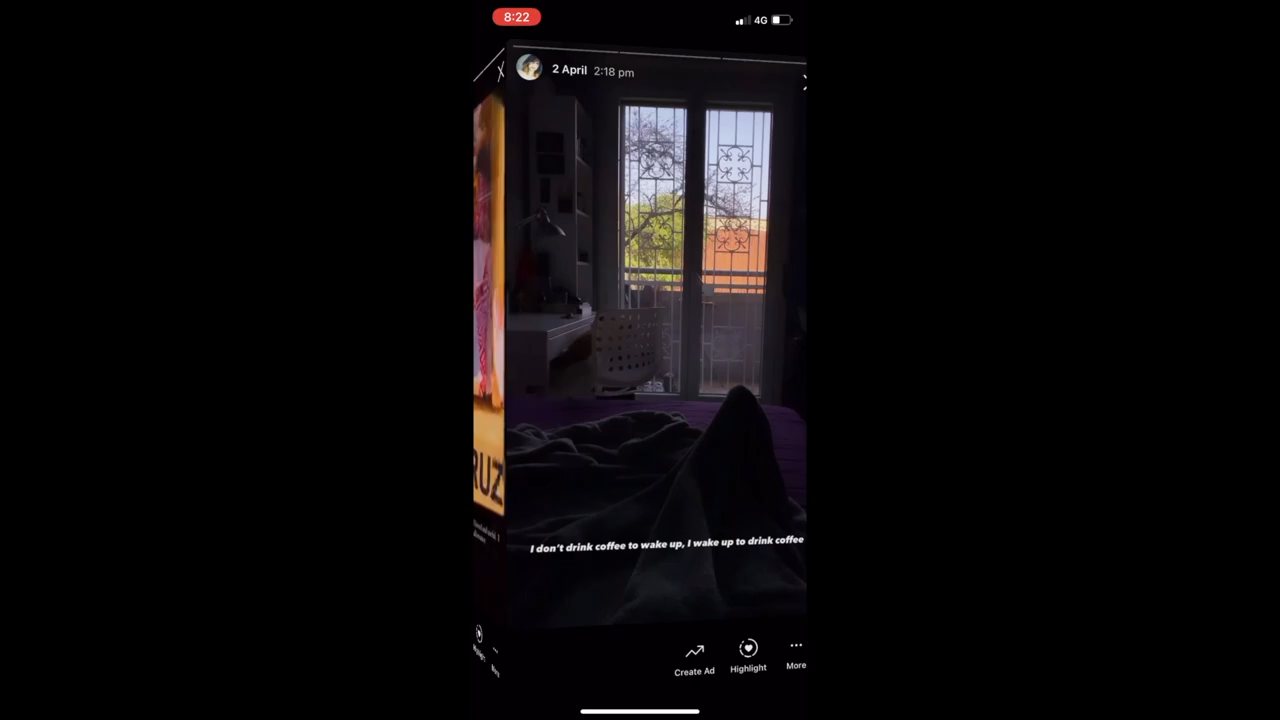 8:22
4G
2 April 2:18 pm
RUZ
I don't drink coffee to wake up, I wake up to drink coffee
Create Ad
Highlight
More